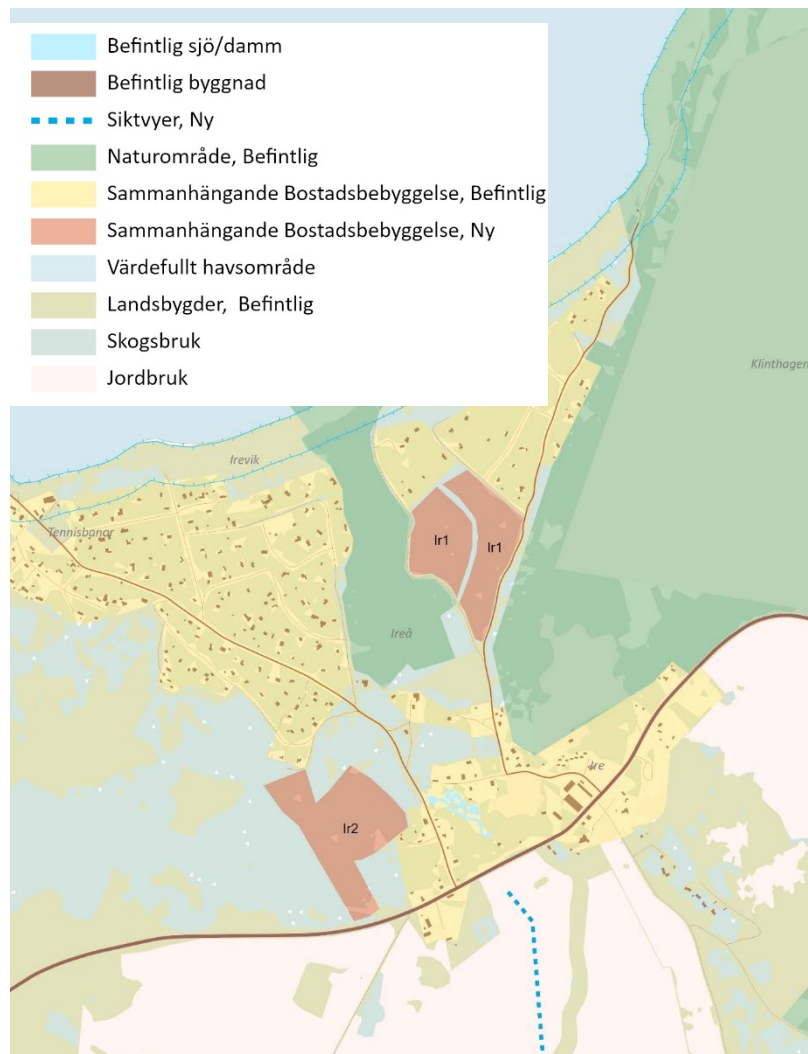 Befintlig sjö/damm
Befintlig byggnad
Siktvyer, Ny
Naturområde, Befintlig
Sammanhängande Bostadsbebyggelse, Befintlig
Sammanhängande Bostadsbebyggelse, Ny
Värdefullt havsområde
Landsbygder, Befintlig
Skogsbruk
Jordbruk
Klinthagen
Irevik
Tennisbanor
Ir1
Ir1
Ireå
Ire
Ir2